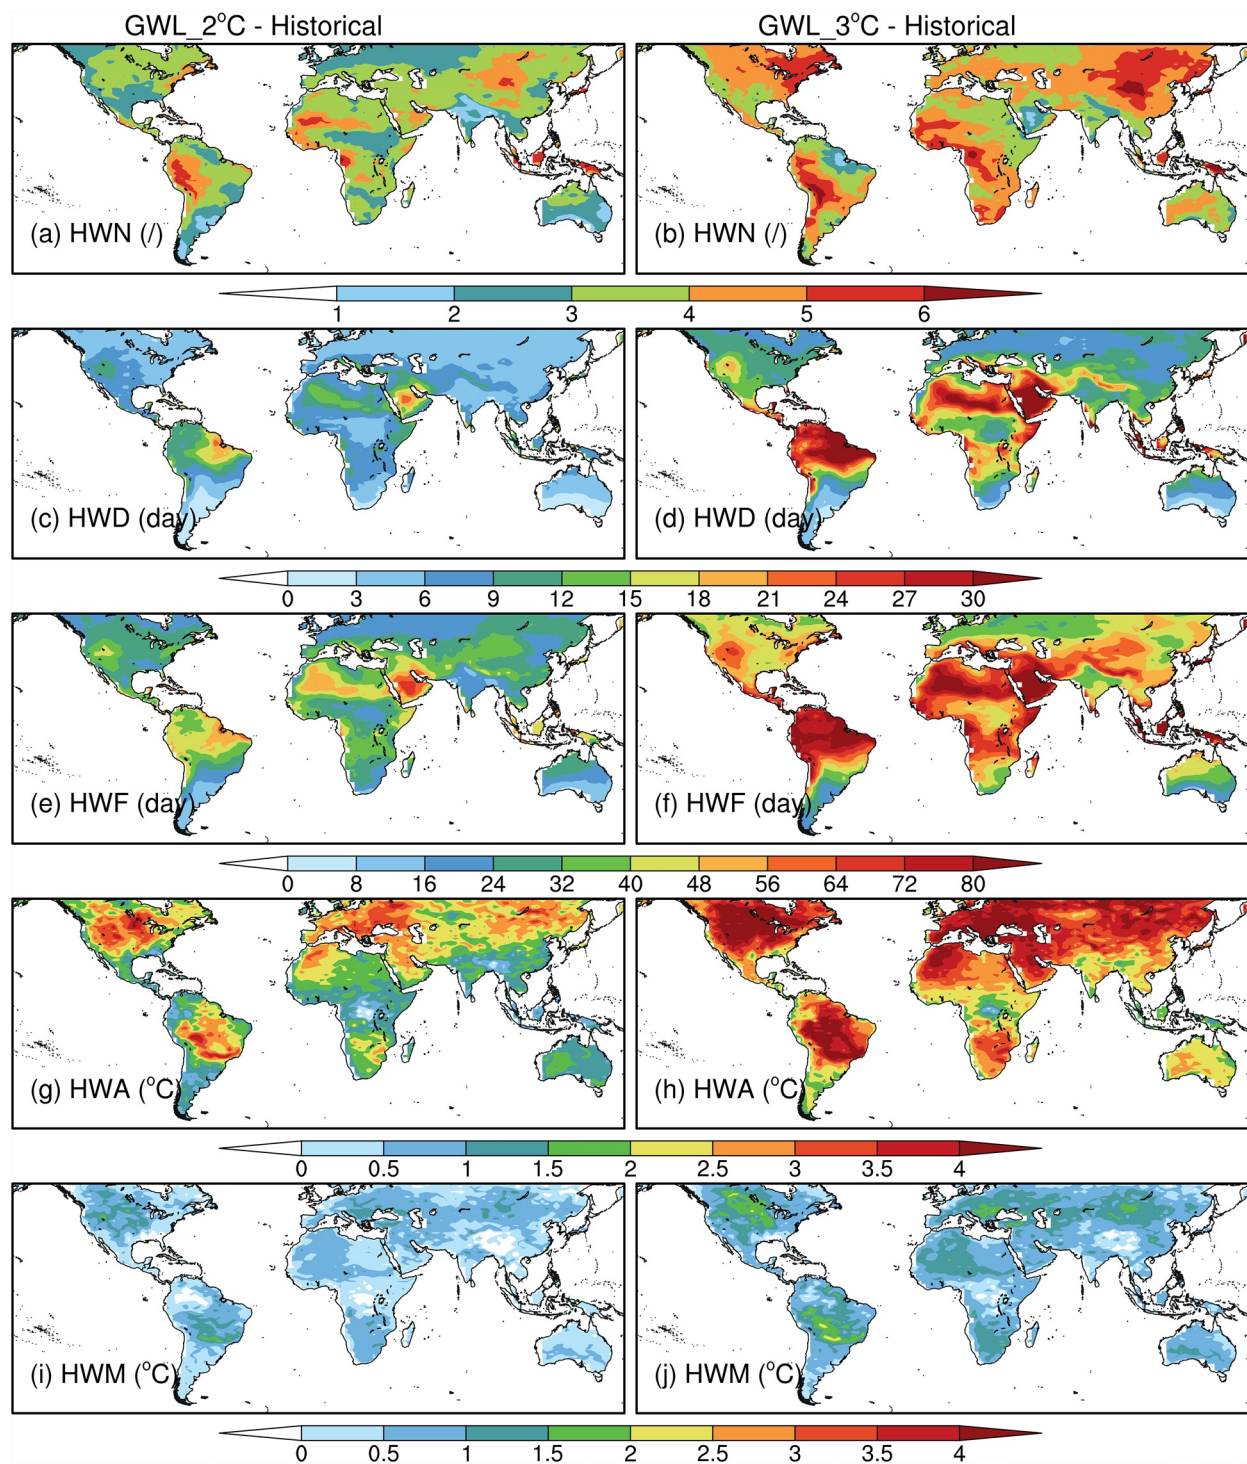 GWL_2°C - Historical
GWL_3°C - Historical
(a) HWN (/)
(b) HWN (/)
1 2 3 4 5 6
(c) HWD (day)
(d) HWD (day)
0 3 6 9 12 15 18 21 24 27 30
(e) HWF (day)
(f) HWF (day)
0 8 16 24 32 40 48 56 64 72 80
(g) HWA (°C)
(h) HWA (°C)
0 0.5 1 1.5 2 2.5 3 3.5 4
(i) HWM (°C)
(j) HWM (°C)
0 0.5 1 1.5 2 2.5 3 3.5 4